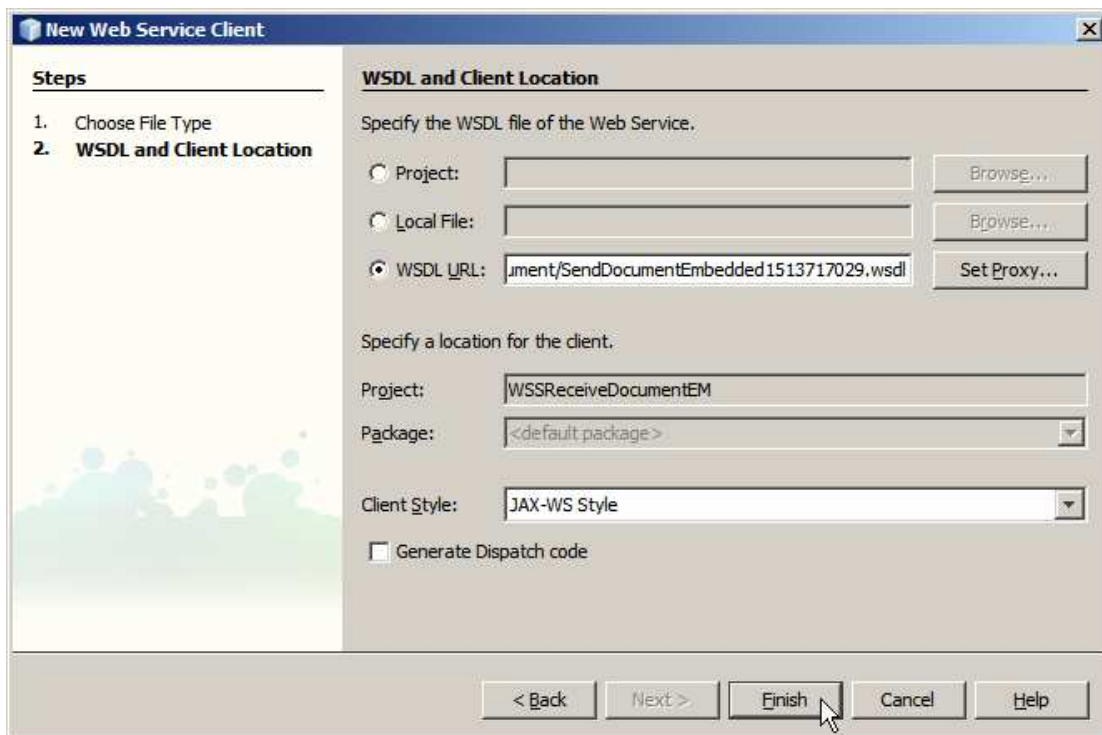 New Web Service Client
Steps
1. Choose File Type
2. WSDL and Client Location
WSDL and Client Location
Specify the WSDL file of the Web Service.
Project:
Browse...
Local File:
Browse...
WSDL URL: ument/SendDocumentEmbedded1513717029.wsdl
Set Proxy...
Specify a location for the client.
Project: WSSReceiveDocumentEM
Package: <default package>
Client Style: JAX-WS Style
Generate Dispatch code
< Back Next > Finish Cancel Help